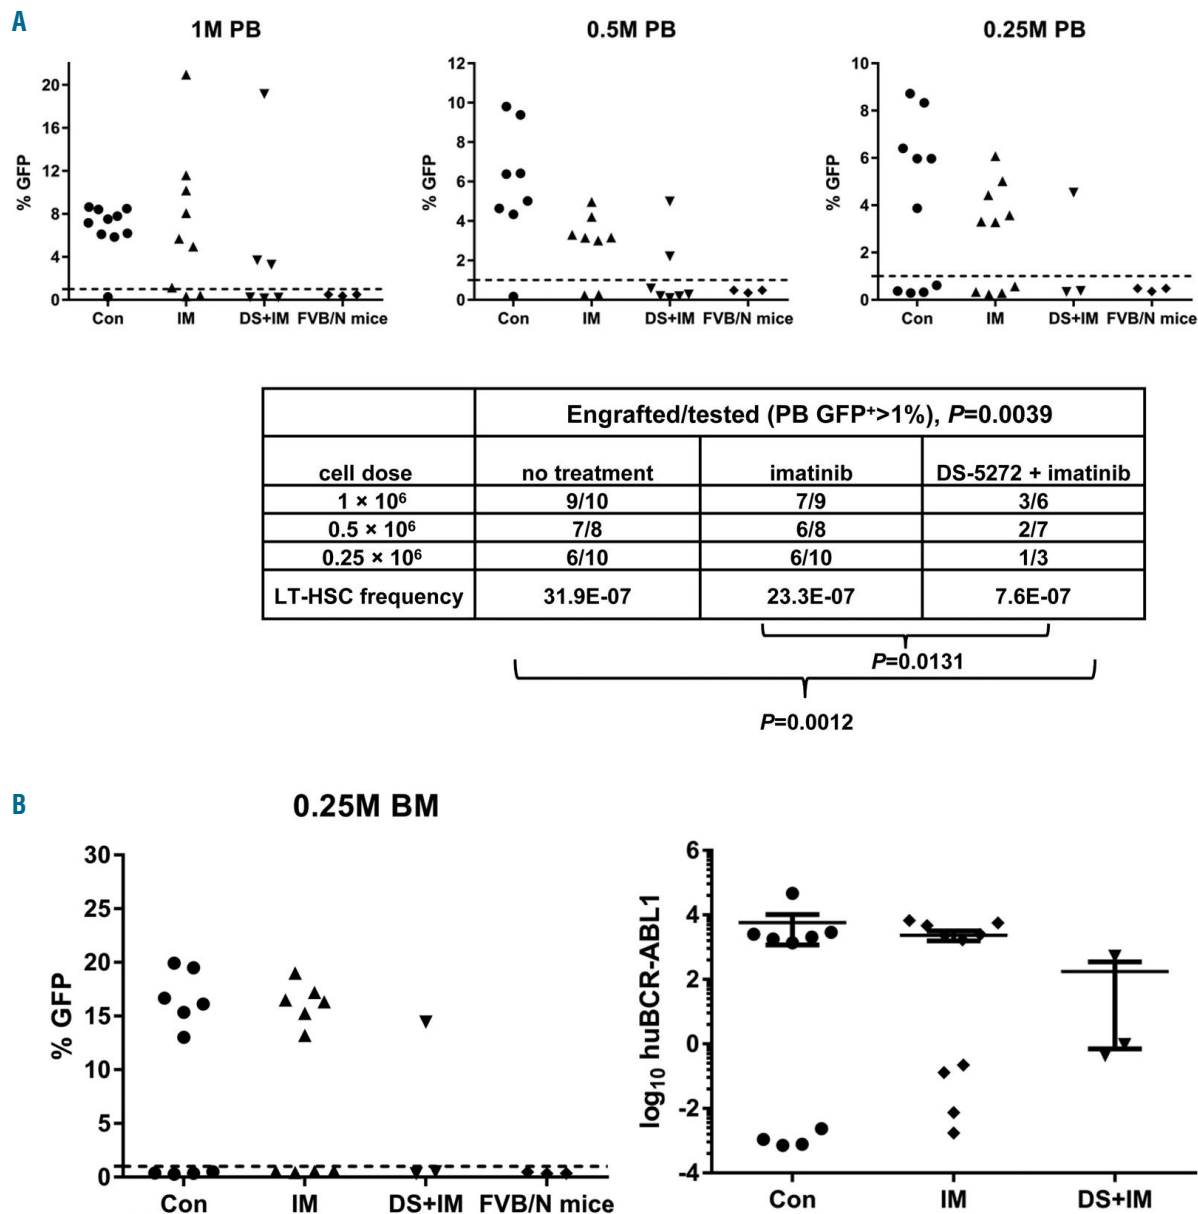 A
1M PB
0.5M PB
0.25M PB
% GFP
20
16
12
8
4
0
Con
IM
DS+IM
FVB/N mice
% GFP
12
10
8
6
4
2
0
Con
IM
DS+IM
FVB/N mice
% GFP
10
8
6
4
2
0
Con
IM
DS+IM
FVB/N mice
Engrafted/tested (PB GFP⁺>1%), P=0.0039
cell dose no treatment imatinib DS-5272 + imatinib
1 × 10⁶ 9/10 7/9 3/6
0.5 × 10⁶ 7/8 6/8 2/7
0.25 × 10⁶ 6/10 6/10 1/3
LT-HSC frequency 31.9E-07 23.3E-07 7.6E-07
P=0.0131
P=0.0012
B
0.25M BM
% GFP
30
25
20
15
10
5
0
Con
IM
DS+IM
FVB/N mice
log₁₀ huBCR-ABL1
6
4
2
0
-2
-4
Con
IM
DS+IM